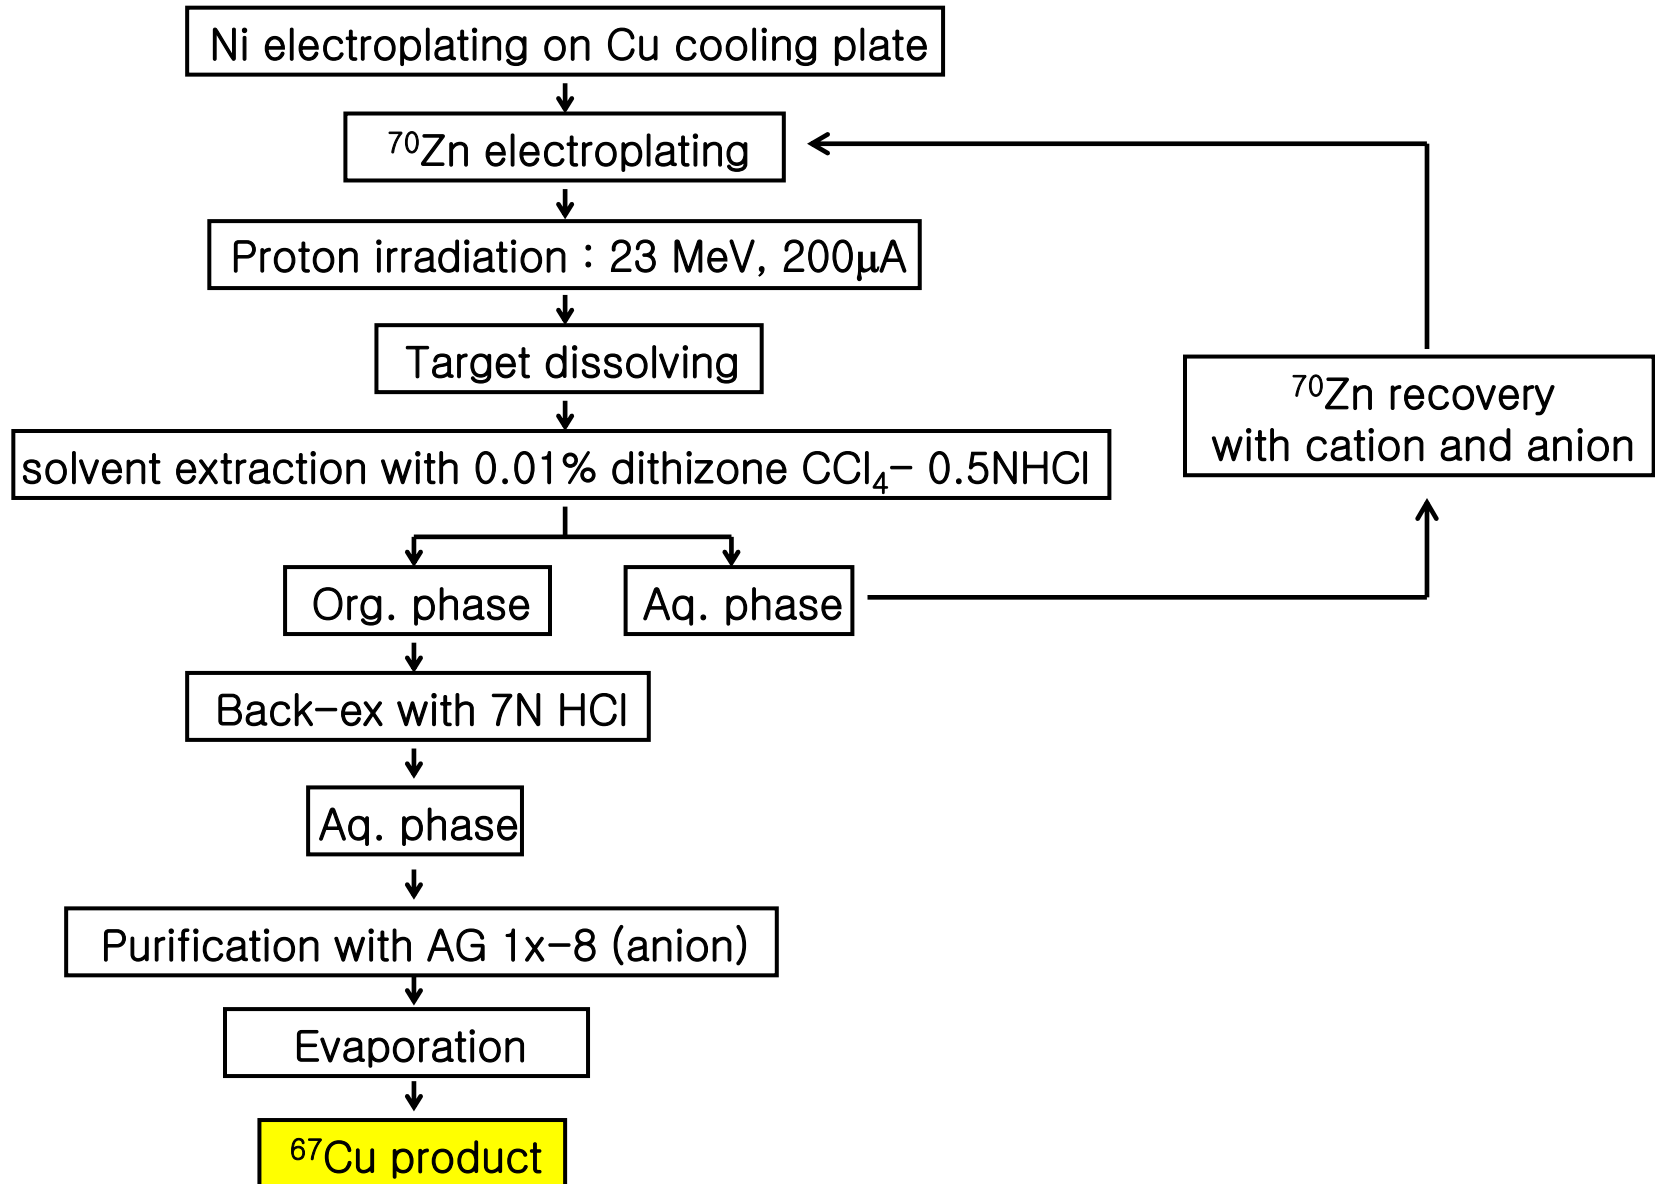 Ni electroplating on Cu cooling plate
⁷⁰Zn electroplating
Proton irradiation : 23 MeV, 200µA
Target dissolving
solvent extraction with 0.01% dithizone CCl₄- 0.5NHCl
⁷⁰Zn recovery
with cation and anion
Org. phase
Aq. phase
Back-ex with 7N HCl
Aq. phase
Purification with AG 1x-8 (anion)
Evaporation
⁶⁷Cu product